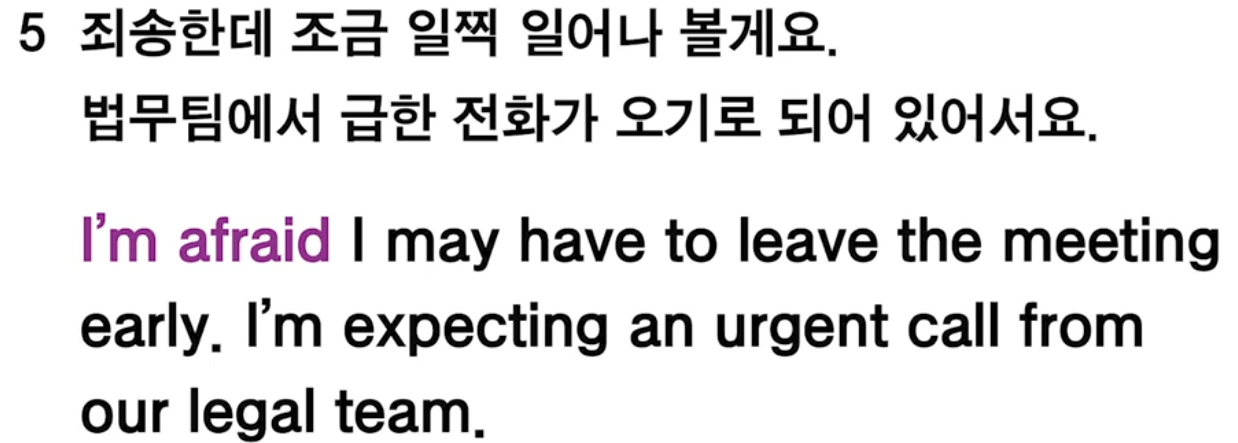 5 죄송한데 조금 일찍 일어나 볼게요.
법무팀에서 급한 전화가 오기로 되어 있어서요.
I’m afraid I may have to leave the meeting
early. I’m expecting an urgent call from
our legal team.